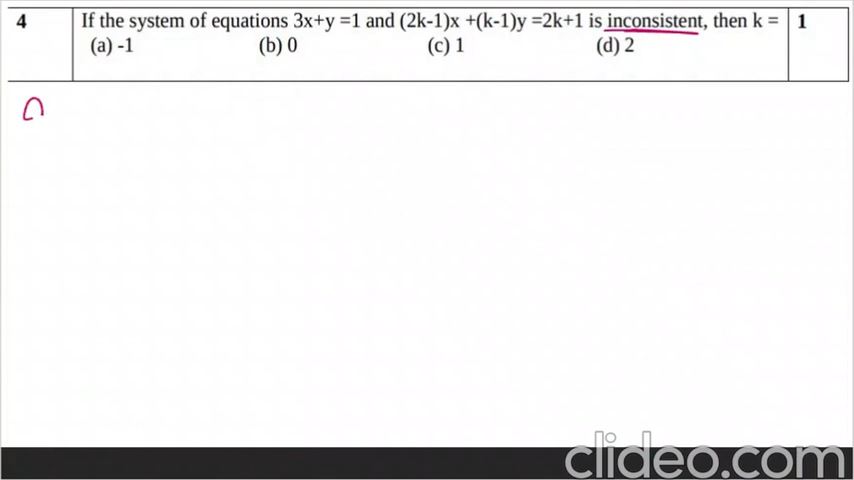 4 If the system of equations 3x+y =1 and (2k-1)x +(k-1)y =2k+1 is inconsistent, then k = 1
(a) -1 (b) 0 (c) 1 (d) 2
clideo.com